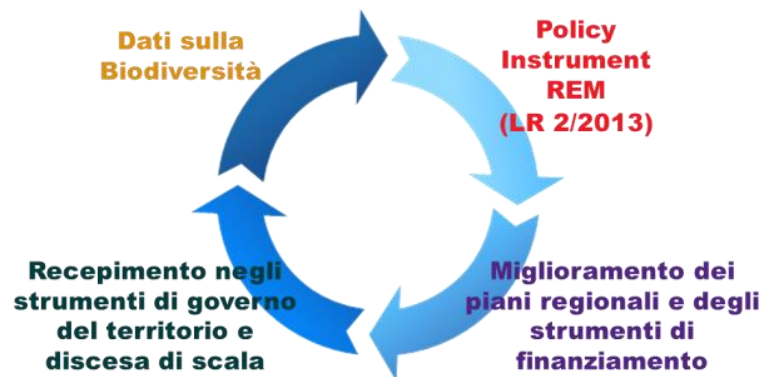 Dati sulla
Biodiversità
Policy
Instrument
REM
(LR 2/2013)
Recepimento negli
strumenti di governo
del territorio e
discesa di scala
Miglioramento dei
piani regionali e degli
strumenti di
finanziamento